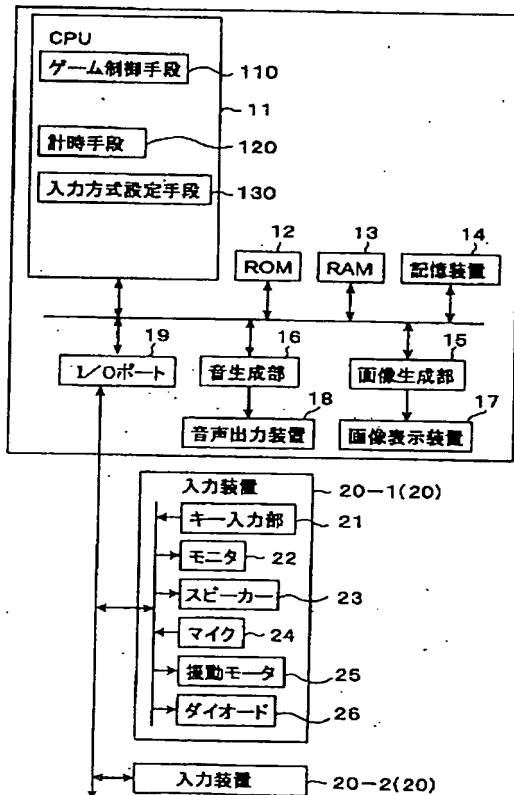 CPU
ゲーム制御手段
110
11
計時手段
120
入力方式設定手段
130
12
13
14
ROM
RAM
記憶装置
19
16
15
I/Oポート
音生成部
画像生成部
18
17
音声出力装置
画像表示装置
入力装置
20-1(20)
キー入力部
21
モニタ
22
スピーカー
23
マイク
24
振動モータ
25
ダイオード
26
入力装置
20-2(20)